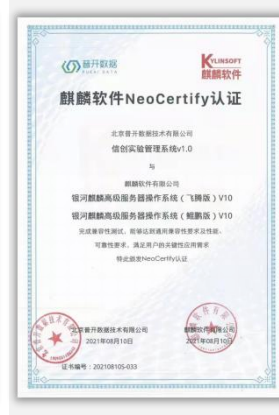 普开数据
PUKAI DATA
KYLINSOFT
麒麟软件
麒麟软件NeoCertify认证
北京普开数据技术有限公司
信创实验管理系统v1.0
与
麒麟软件有限公司
银河麒麟高级服务器操作系统（飞腾版）V10
银河麒麟高级服务器操作系统（鲲鹏版）V10
完成兼容性测试，能够达到通用兼容性要求及性能、
可靠性要求，满足用户的关键性应用需求
特此颁发NeoCertify认证
北京普开数据技术有限公司
麒麟软件有限公司
2021年08月10日
2021年08月10日
证书编号：202108105-033